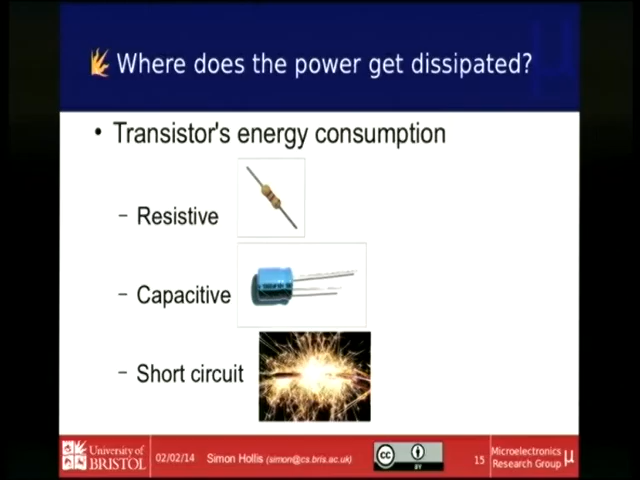 Where does the power get dissipated?
• Transistor's energy consumption
– Resistive
– Capacitive
– Short circuit
University of
BRISTOL
02/02/14
Simon Hollis (simon@cs.bris.ac.uk)
cc
BY
15
Microelectronics
Research Group
μ